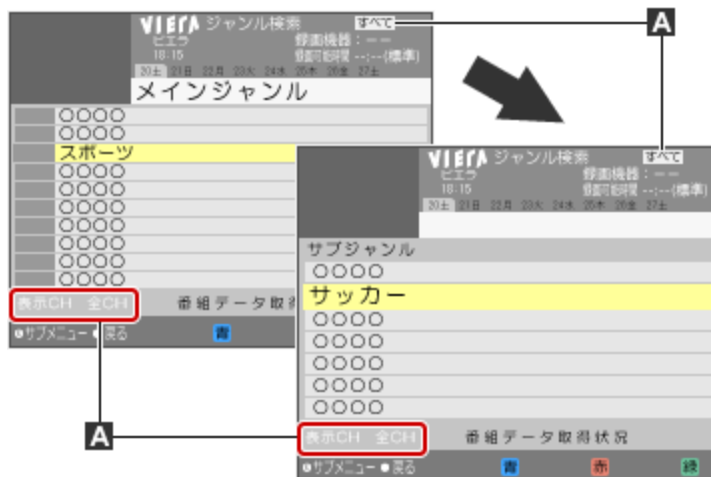 VIERA ジャンル検索 すべて
ビエラ 録画機器：－－
18:15 録画可能時間 --:--(標準)
20土 21日 22月 23火 24水 25木 26金 27土
メインジャンル
○○○○
○○○○
スポーツ
○○○○
○○○○
○○○○
○○○○
○○○○
○○○○
表示CH 全CH 番組データ取得
サブメニュー 戻る 青
A
VIERA ジャンル検索 すべて
ビエラ 録画機器：－－
18:15 録画可能時間 --:--(標準)
20土 21日 22月 23火 24水 25木 26金 27土
サブジャンル
○○○○
サッカー
○○○○
○○○○
○○○○
○○○○
○○○○
表示CH 全CH 番組データ取得状況
サブメニュー 戻る 青 赤 緑
A